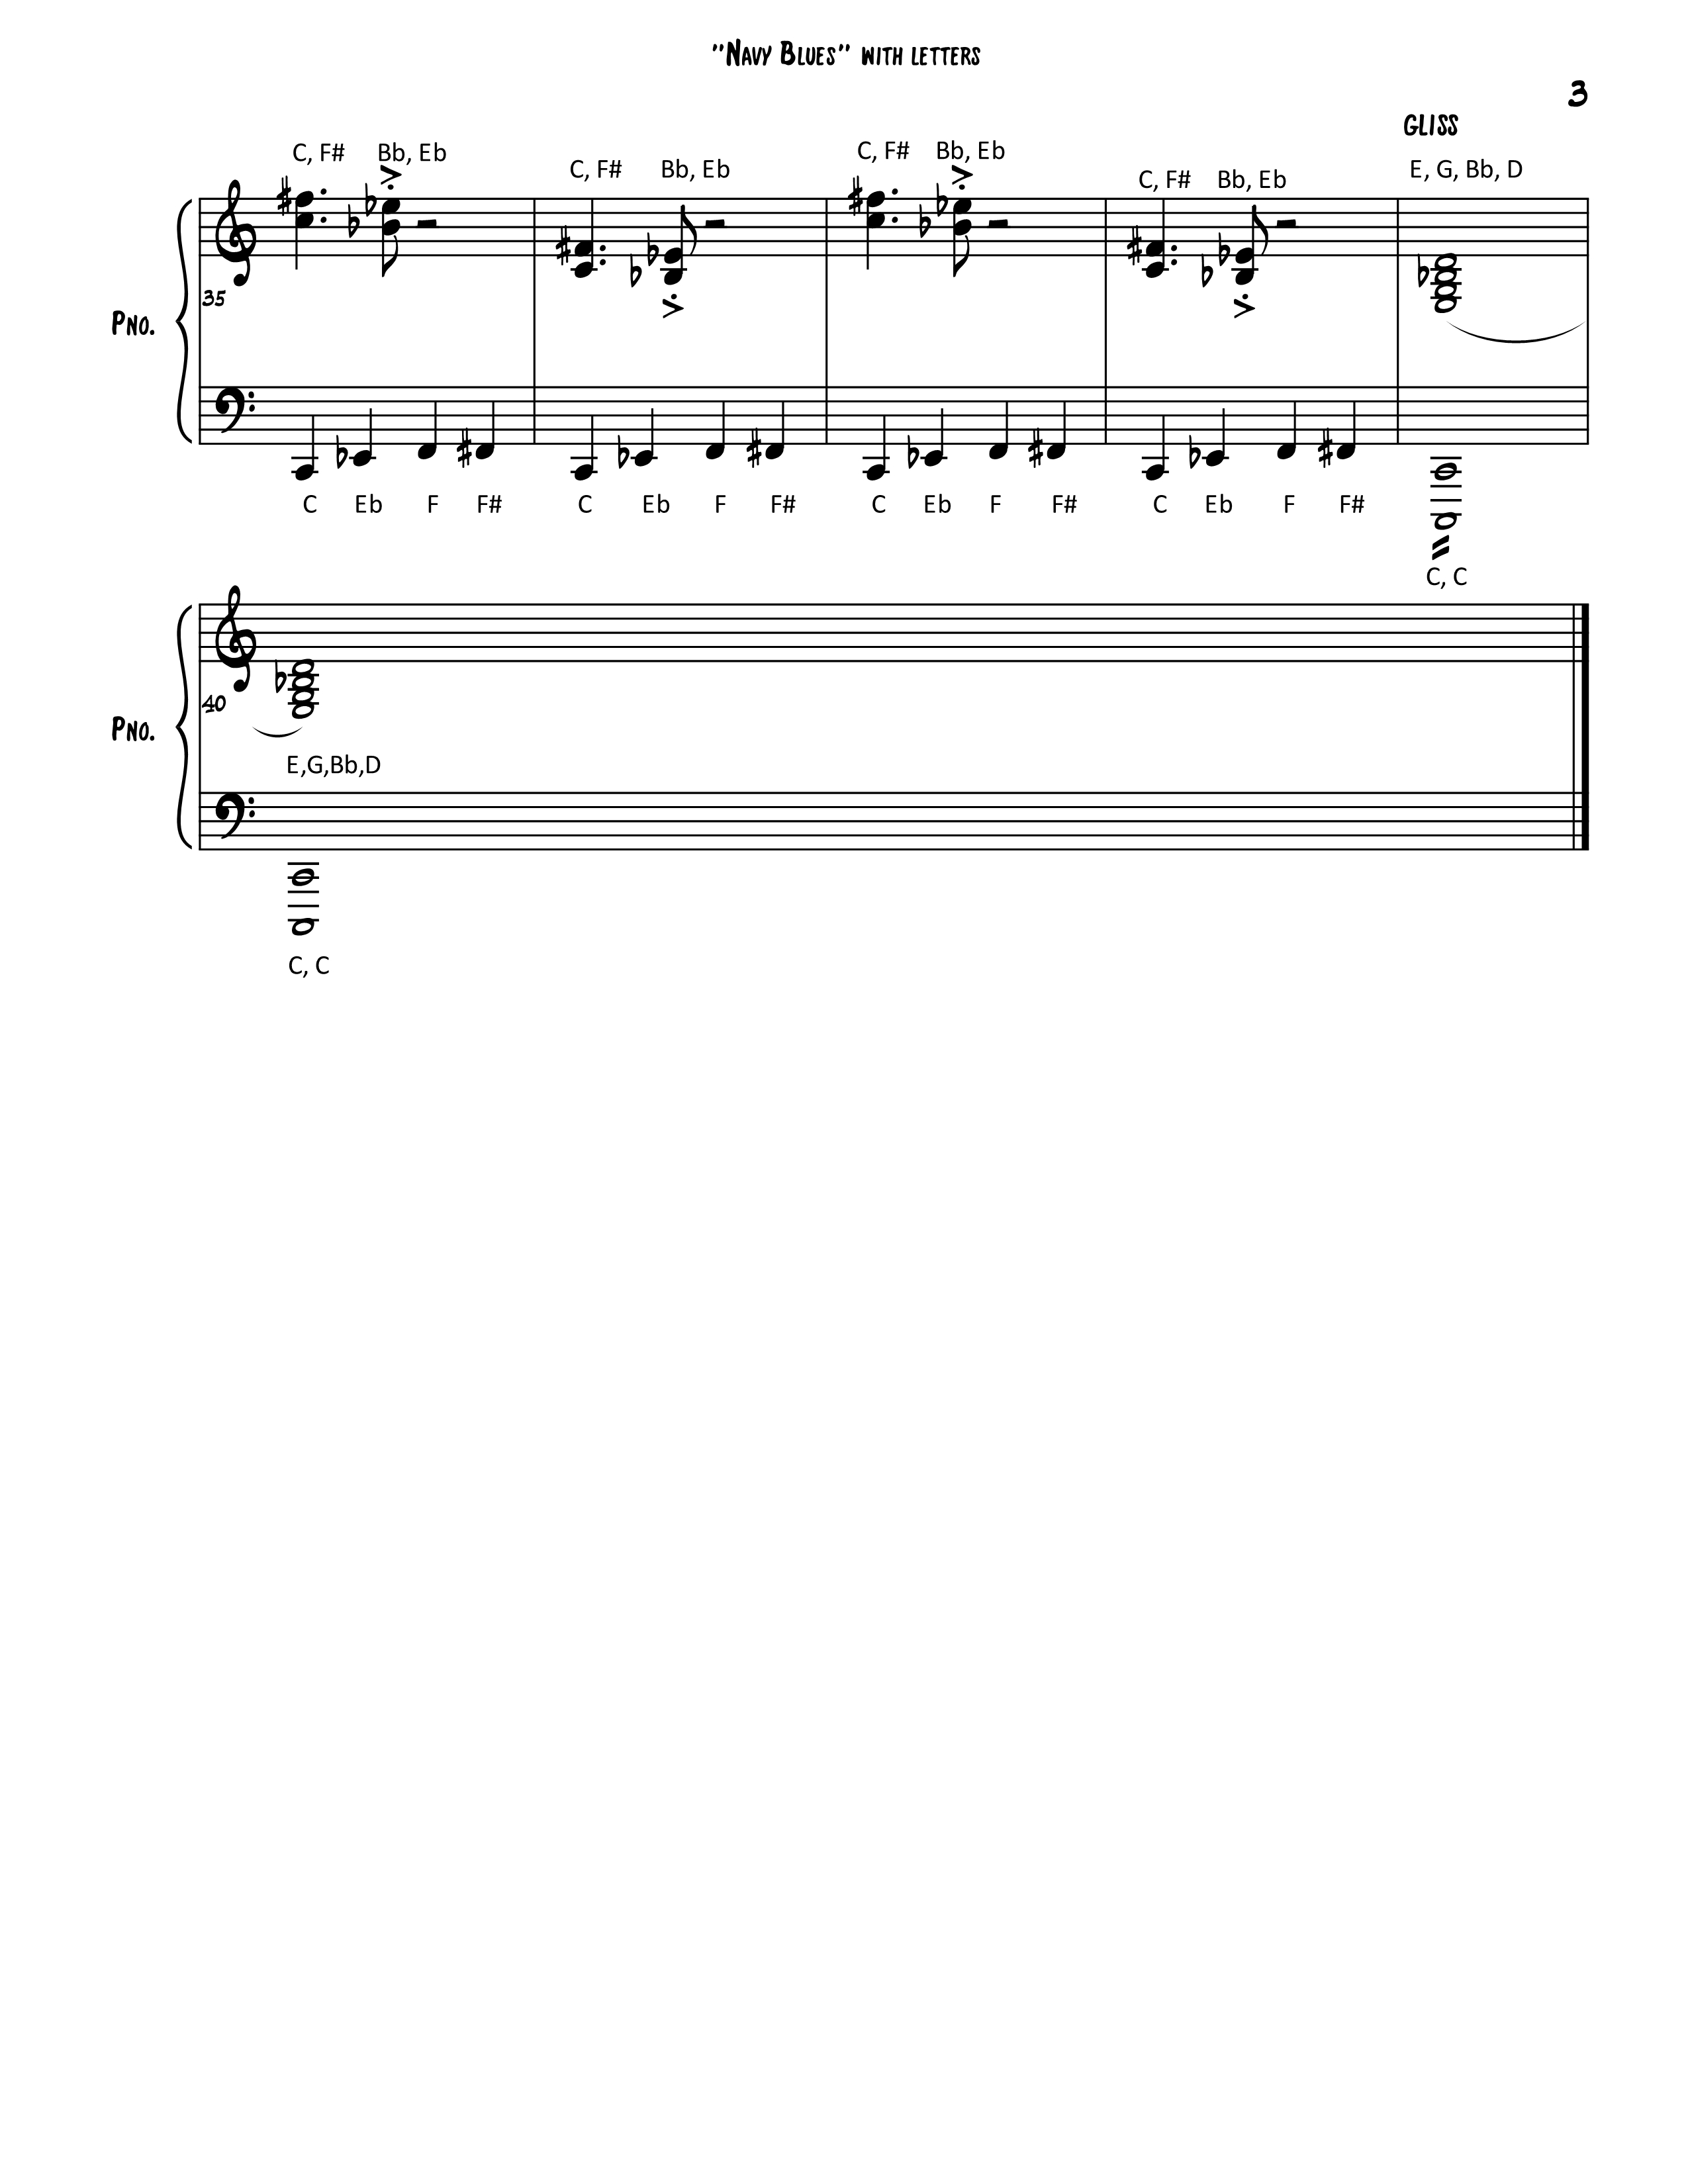 "Navy Blues" with letters
3
GLISS
C, F# Bb, Eb C, F# Bb, Eb C, F# Bb, Eb C, F# Bb, Eb E, G, Bb, D
35
Pno.
C Eb F F# C Eb F F# C Eb F F# C Eb F F#
C, C
40
Pno.
E,G,Bb,D
C, C